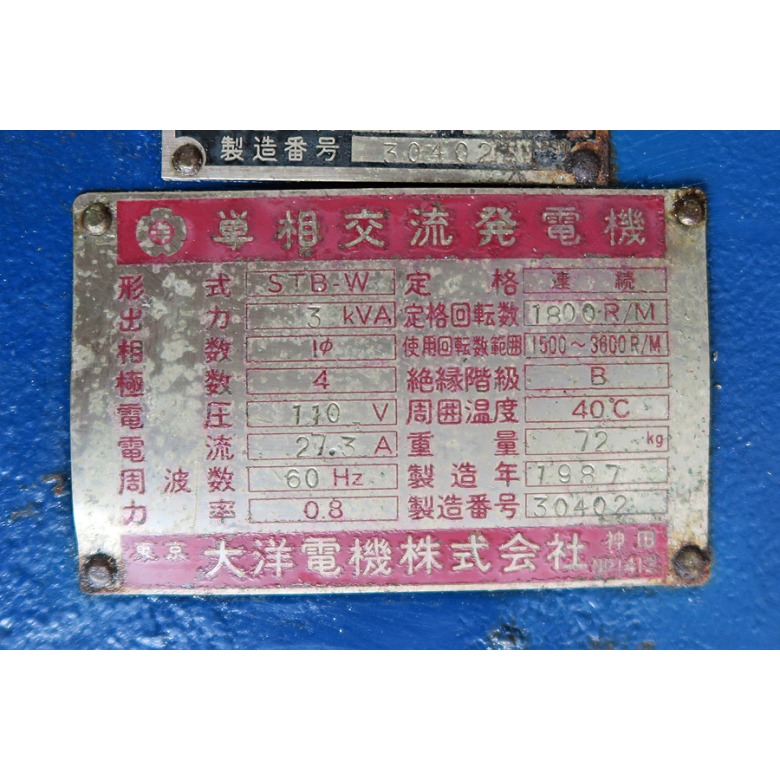 製造番号 30402
単相交流発電機
形式 STB-W 定格 連続
出力 3 kVA 定格回転数 1800 R/M
相数 1φ 使用回転数範囲 1500～3600R/M
極数 4 絶縁階級 B
電圧 110 V 周囲温度 40℃
電流 27.3 A 重量 72 kg
周波数 60 Hz 製造年 1987
力率 0.8 製造番号 30402
東京 大洋電機株式会社 神田